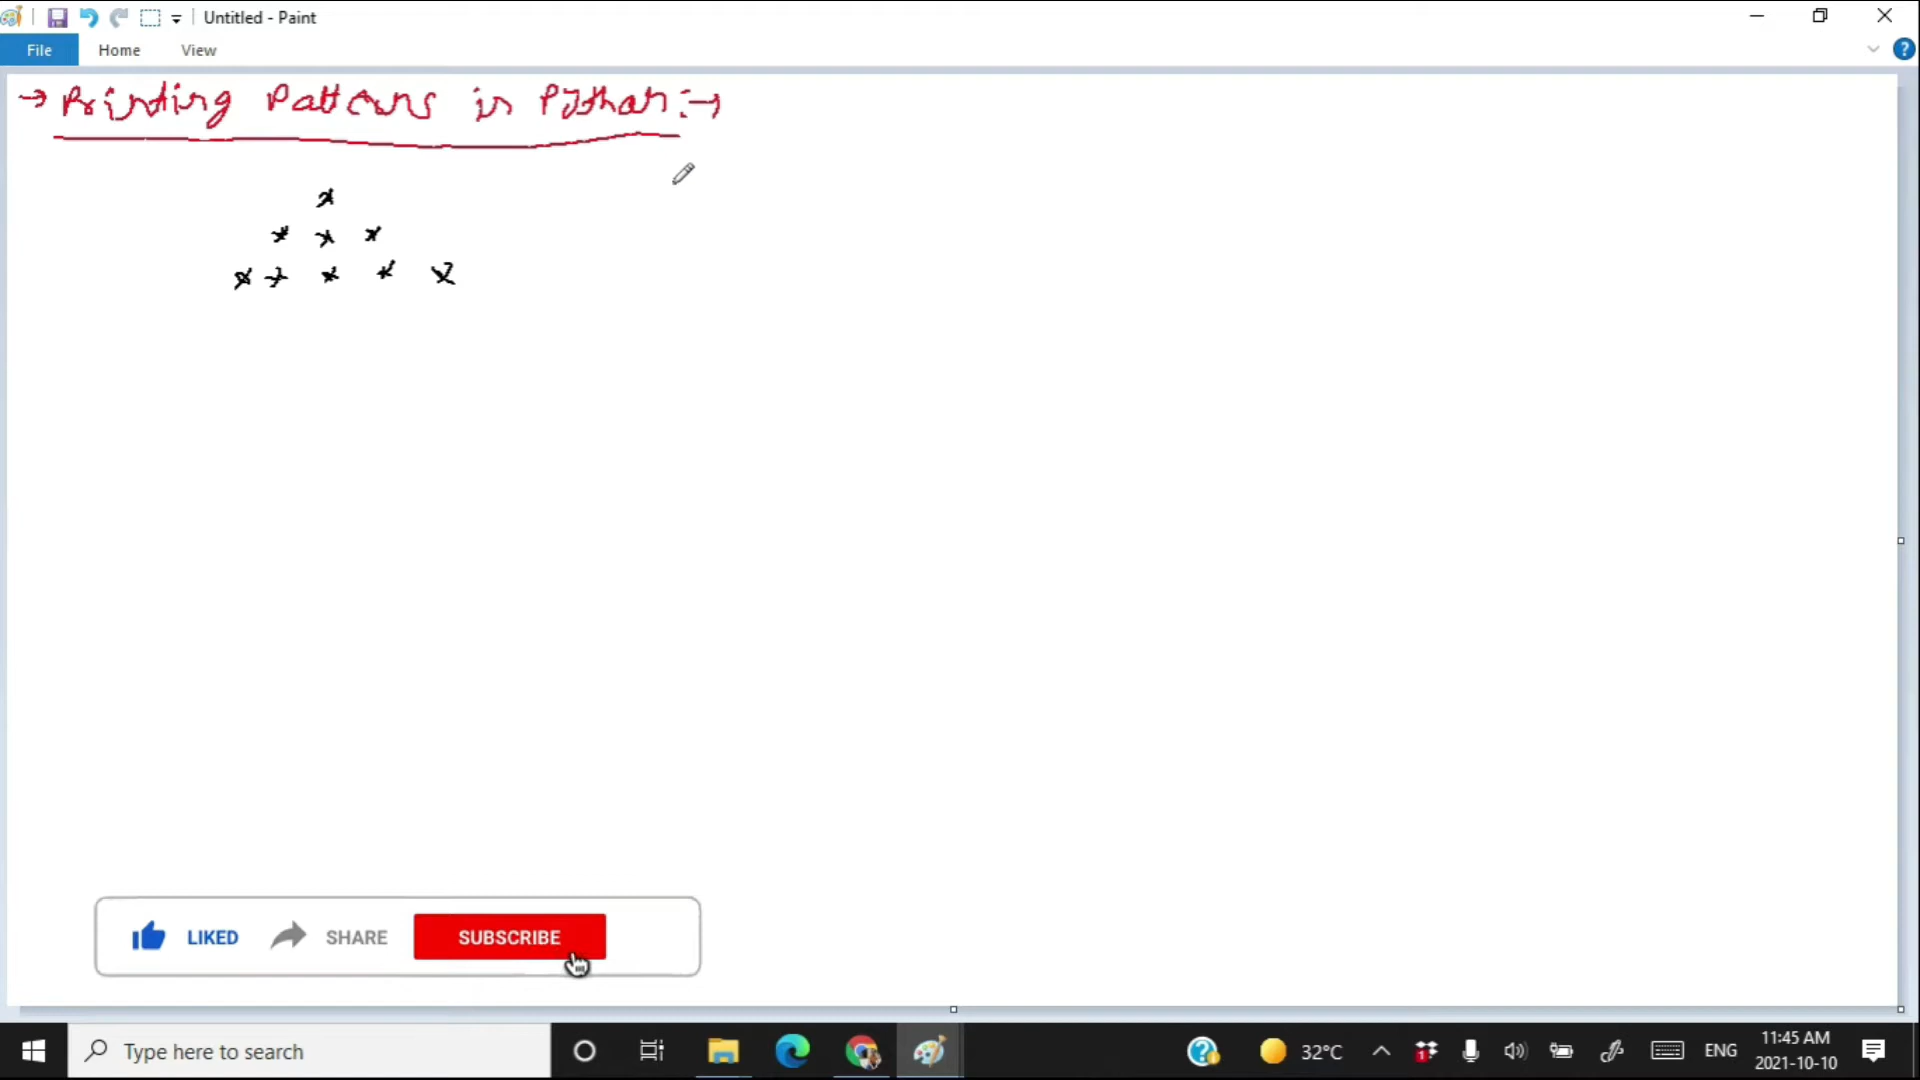 Untitled - Paint
File Home View
→ Printing Patterns in Python :→
*
* * *
* * * * *
LIKED SHARE SUBSCRIBE
Type here to search
1
32°C
ENG
11:45 AM
2021-10-10